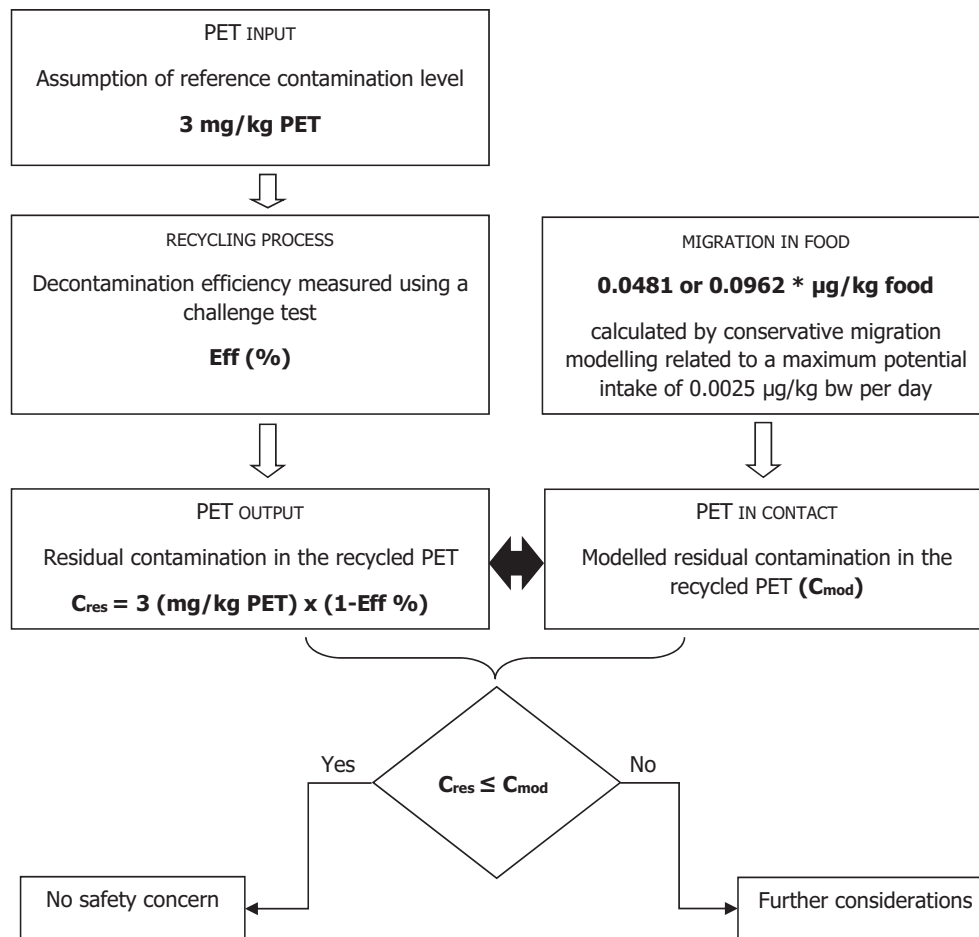 PET INPUT
Assumption of reference contamination level
3 mg/kg PET
RECYCLING PROCESS
Decontamination efficiency measured using a
challenge test
Eff (%)
MIGRATION IN FOOD
0.0481 or 0.0962 * µg/kg food
calculated by conservative migration
modelling related to a maximum potential
intake of 0.0025 µg/kg bw per day
PET OUTPUT
Residual contamination in the recycled PET
Cres = 3 (mg/kg PET) x (1-Eff %)
PET IN CONTACT
Modelled residual contamination in the
recycled PET (Cmod)
Yes
No
Cres ≤ Cmod
No safety concern
Further considerations